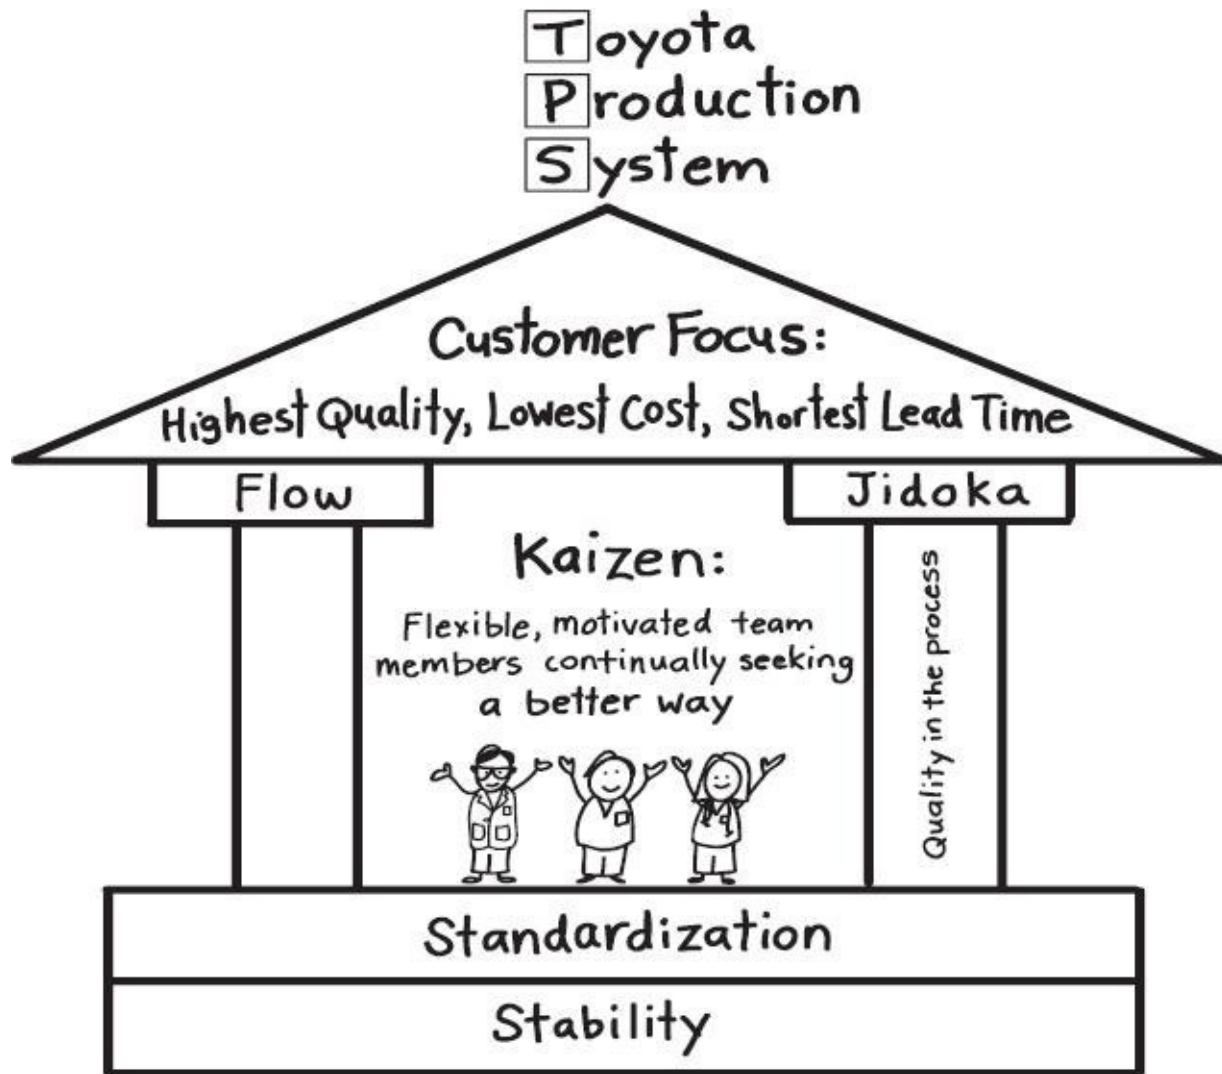 Toyota
Production
System
Customer Focus:
Highest Quality, Lowest Cost, Shortest Lead Time
Flow
Jidoka
Kaizen:
Flexible, motivated team
members continually seeking
a better way
Quality in the process
Standardization
Stability